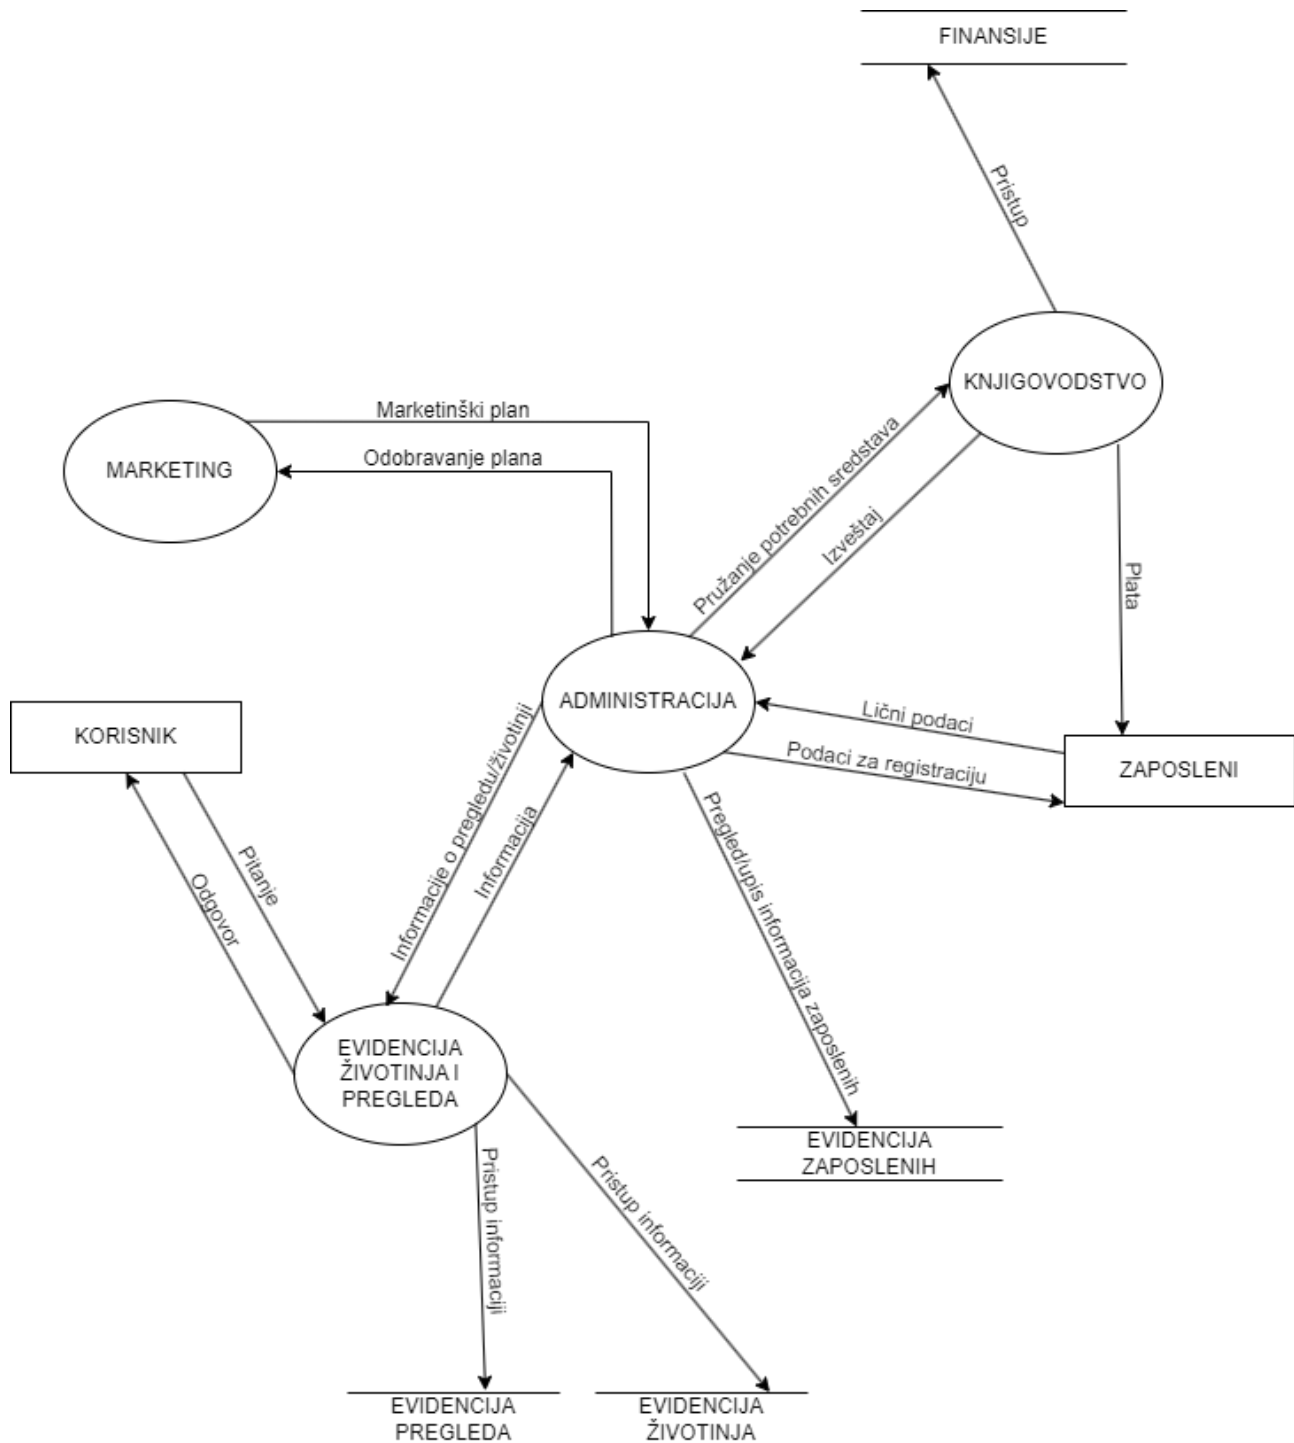 FINANSIJE
Pristup
KNJIGOVODSTVO
Marketinški plan
Odobravanje plana
MARKETING
Pružanje potrebnih sredstava
Izveštaj
Plata
ADMINISTRACIJA
Lični podaci
Podaci za registraciju
ZAPOSLENI
KORISNIK
Pitanje
Odgovor
Informacije o pregledu/životinji
Informacija
Pregled/upis informacija zaposlenih
EVIDENCIJA
ŽIVOTINJA I
PREGLEDA
EVIDENCIJA
ZAPOSLENIH
Pristup informaciji
Pristup informaciji
EVIDENCIJA
PREGLEDA
EVIDENCIJA
ŽIVOTINJA